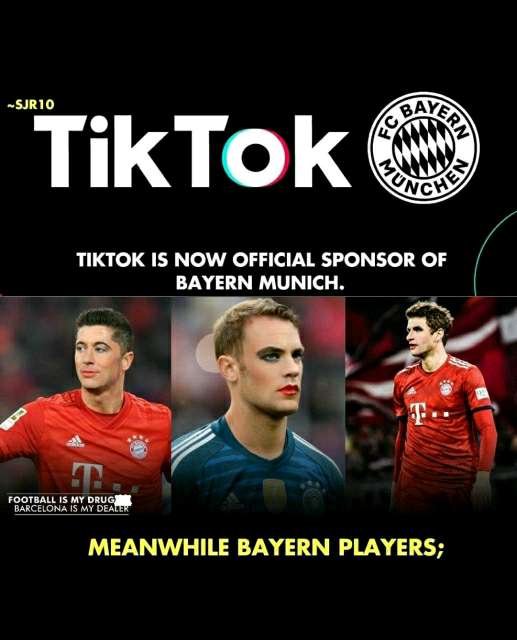 ~SJR10
TikTok
FC BAYERN
MÜNCHEN
TIKTOK IS NOW OFFICIAL SPONSOR OF
BAYERN MUNICH.
T
T
FOOTBALL IS MY DRUG
BARCELONA IS MY DEALER
MEANWHILE BAYERN PLAYERS;